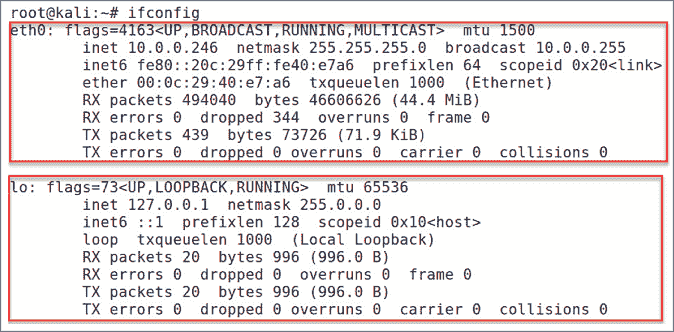 root@kali:~# ifconfig
eth0: flags=4163<UP,BROADCAST,RUNNING,MULTICAST>  mtu 1500
        inet 10.0.0.246  netmask 255.255.255.0  broadcast 10.0.0.255
        inet6 fe80::20c:29ff:fe40:e7a6  prefixlen 64  scopeid 0x20<link>
        ether 00:0c:29:40:e7:a6  txqueuelen 1000  (Ethernet)
        RX packets 494040  bytes 46606626 (44.4 MiB)
        RX errors 0  dropped 344  overruns 0  frame 0
        TX packets 439  bytes 73726 (71.9 KiB)
        TX errors 0  dropped 0 overruns 0  carrier 0  collisions 0
lo: flags=73<UP,LOOPBACK,RUNNING>  mtu 65536
        inet 127.0.0.1  netmask 255.0.0.0
        inet6 ::1  prefixlen 128  scopeid 0x10<host>
        loop  txqueuelen 1000  (Local Loopback)
        RX packets 20  bytes 996 (996.0 B)
        RX errors 0  dropped 0  overruns 0  frame 0
        TX packets 20  bytes 996 (996.0 B)
        TX errors 0  dropped 0 overruns 0  carrier 0  collisions 0